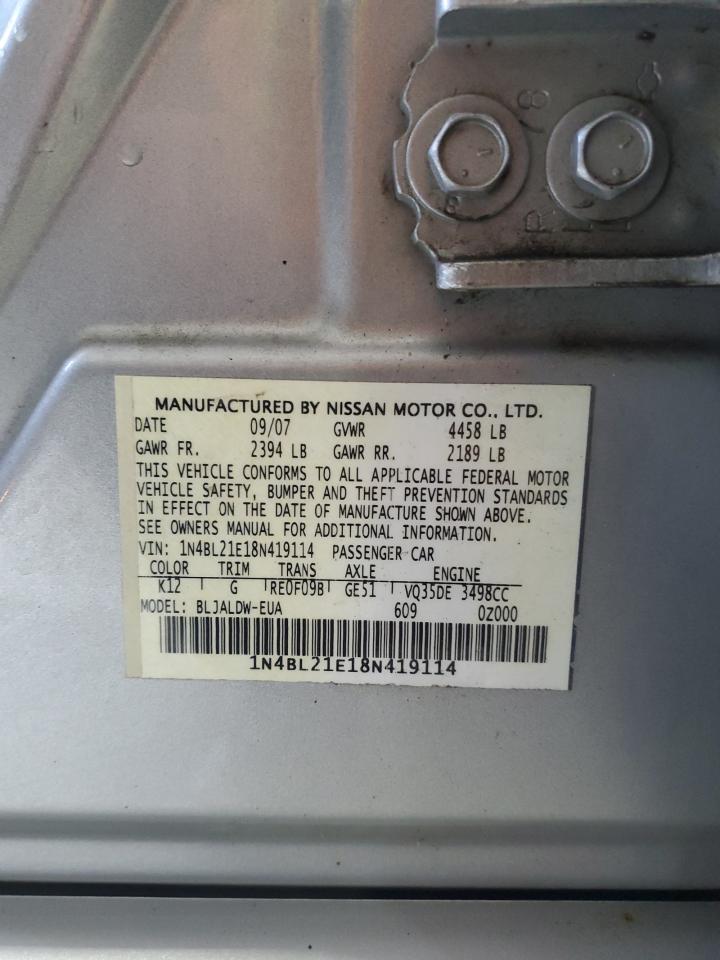 MANUFACTURED BY NISSAN MOTOR CO., LTD.
DATE 09/07 GVWR 4458 LB
GAWR FR. 2394 LB GAWR RR. 2189 LB
THIS VEHICLE CONFORMS TO ALL APPLICABLE FEDERAL MOTOR
VEHICLE SAFETY, BUMPER AND THEFT PREVENTION STANDARDS
IN EFFECT ON THE DATE OF MANUFACTURE SHOWN ABOVE.
SEE OWNERS MANUAL FOR ADDITIONAL INFORMATION.
VIN: 1N4BL21E18N419114 PASSENGER CAR
COLOR TRIM TRANS AXLE ENGINE
K12 G RE0F09B GE51 VQ35DE 3498CC
MODEL: BLJALDW-EUA 609 0Z000
1N4BL21E18N419114